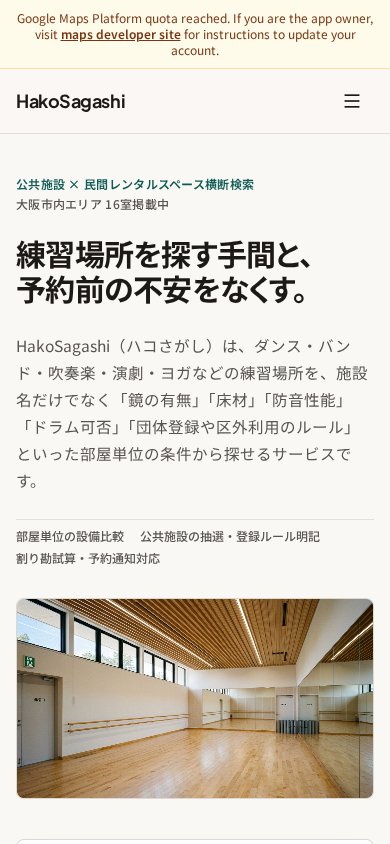 Google Maps Platform quota reached. If you are the app owner,
visit maps developer site for instructions to update your
account.
HakoSagashi
公共施設 × 民間レンタルスペース横断検索
大阪市内エリア 16室掲載中
練習場所を探す手間と、
予約前の不安をなくす。
HakoSagashi（ハコさがし）は、ダンス・バン
ド・吹奏楽・演劇・ヨガなどの練習場所を、施設
名だけでなく「鏡の有無」「床材」「防音性能」
「ドラム可否」「団体登録や区外利用のルール」
といった部屋単位の条件から探せるサービスで
す。
部屋単位の設備比較 公共施設の抽選・登録ルール明記
割り勘試算・予約通知対応